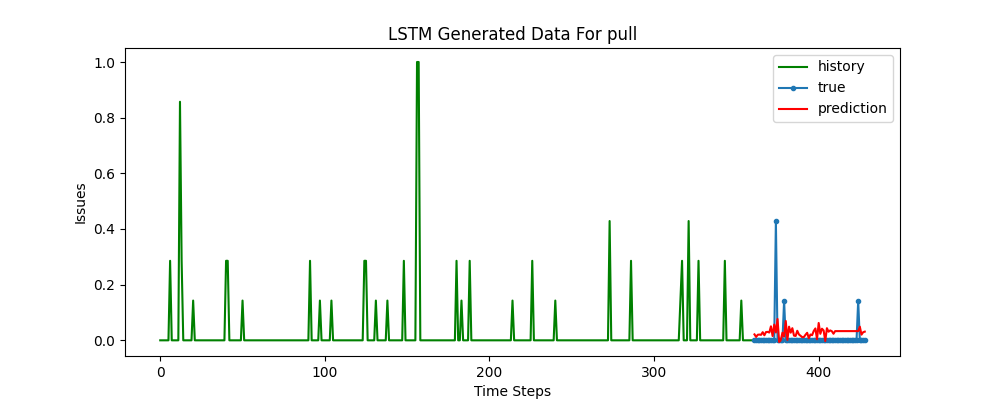 LSTM Generated Data For pull
1.0
0.8
0.6
0.4
0.2
0.0
Issues
0
100
200
300
400
Time Steps
history
true
prediction